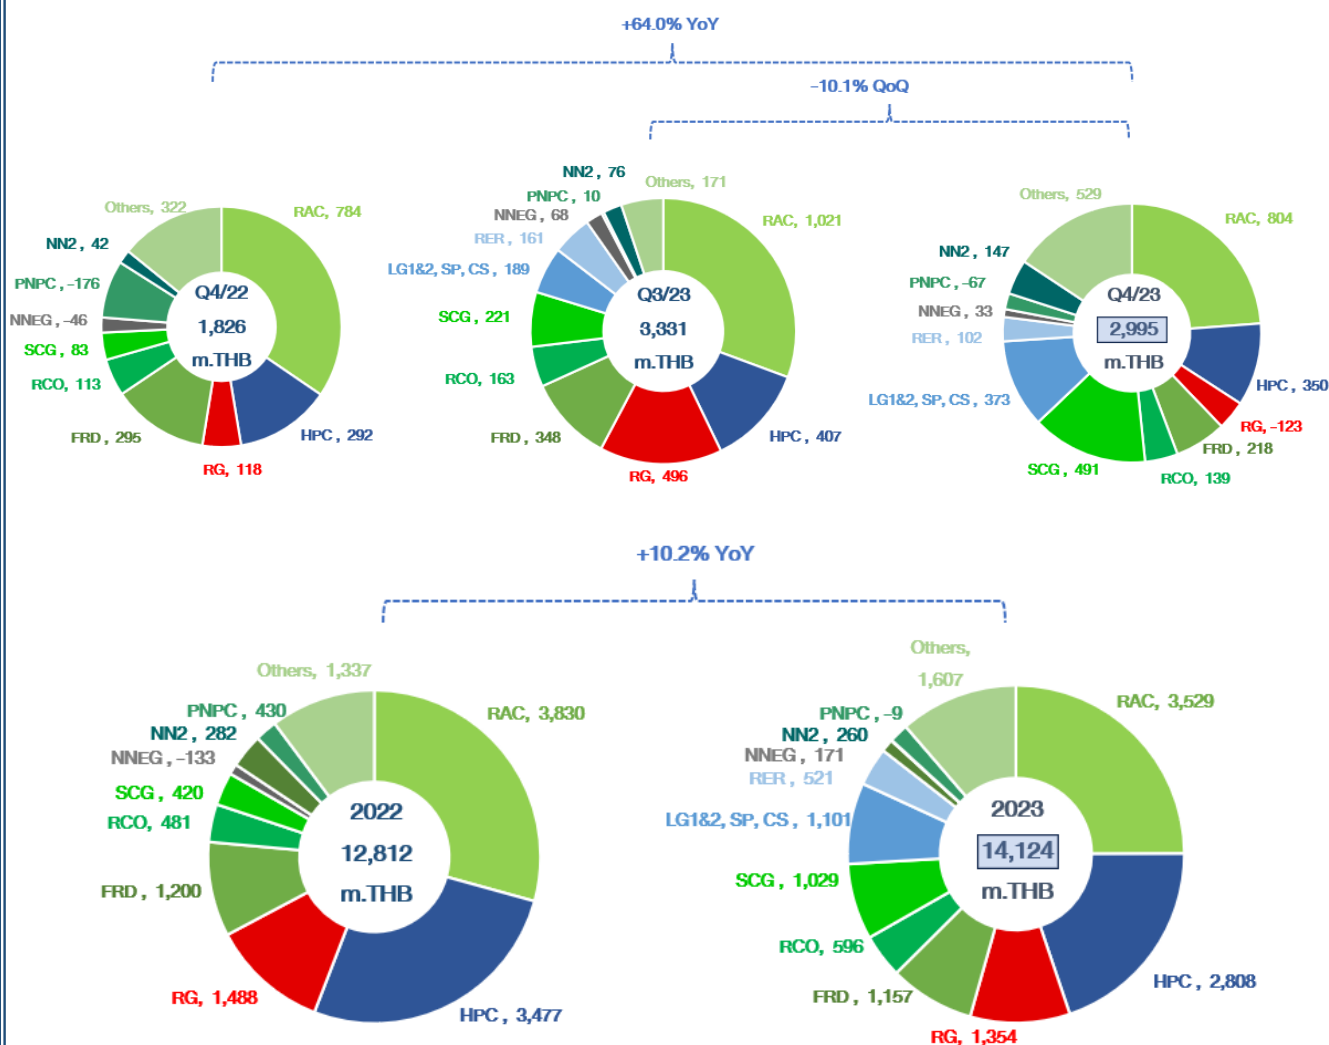 +64.0% YoY
-10.1% QoQ
Others, 322
RAC, 784
NN2, 42
PNPC, -176
NNEG, -46
SCG, 83
RCO, 113
FRD, 295
RG, 118
HPC, 292
Q4/22
1,826
m.THB
NN2, 76
Others, 171
PNPC, 10
NNEG, 68
RER, 161
LG1&2, SP, CS, 189
SCG, 221
RCO, 163
FRD, 348
RG, 496
HPC, 407
RAC, 1,021
Q3/23
3,331
m.THB
Others, 529
RAC, 804
NN2, 147
PNPC, -67
NNEG, 33
RER, 102
LG1&2, SP, CS, 373
SCG, 491
RCO, 139
FRD, 218
RG, -123
HPC, 350
Q4/23
2,995
m.THB
+10.2% YoY
Others, 1,337
PNPC, 430
NN2, 282
NNEG, -133
SCG, 420
RCO, 481
FRD, 1,200
RG, 1,488
HPC, 3,477
RAC, 3,830
2022
12,812
m.THB
Others,
1,607
PNPC, -9
NN2, 260
NNEG, 171
RER, 521
LG1&2, SP, CS, 1,101
SCG, 1,029
RCO, 596
FRD, 1,157
RG, 1,354
HPC, 2,808
RAC, 3,529
2023
14,124
m.THB